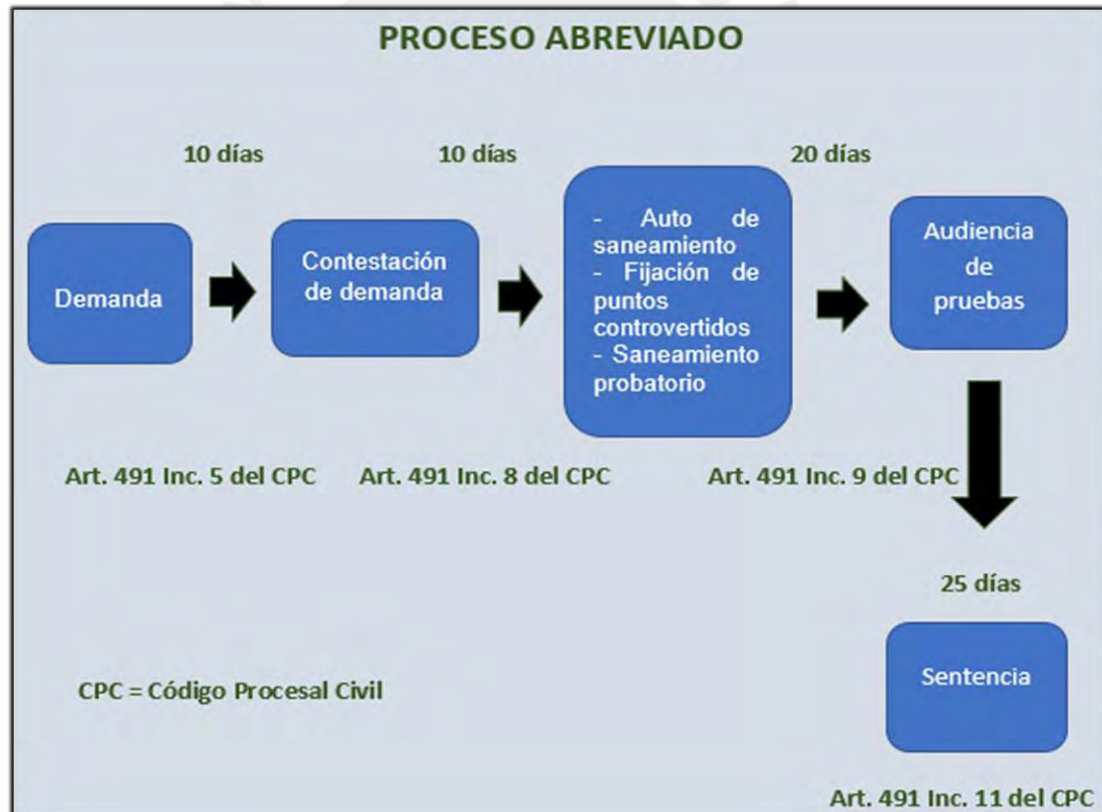 PROCESO ABREVIADO
10 días
10 días
20 días
Demanda
Contestación
de demanda
- Auto de
saneamiento
- Fijación de
puntos
controvertidos
- Saneamiento
probatorio
Audiencia
de
pruebas
Art. 491 Inc. 5 del CPC
Art. 491 Inc. 8 del CPC
Art. 491 Inc. 9 del CPC
25 días
Sentencia
CPC = Código Procesal Civil
Art. 491 Inc. 11 del CPC